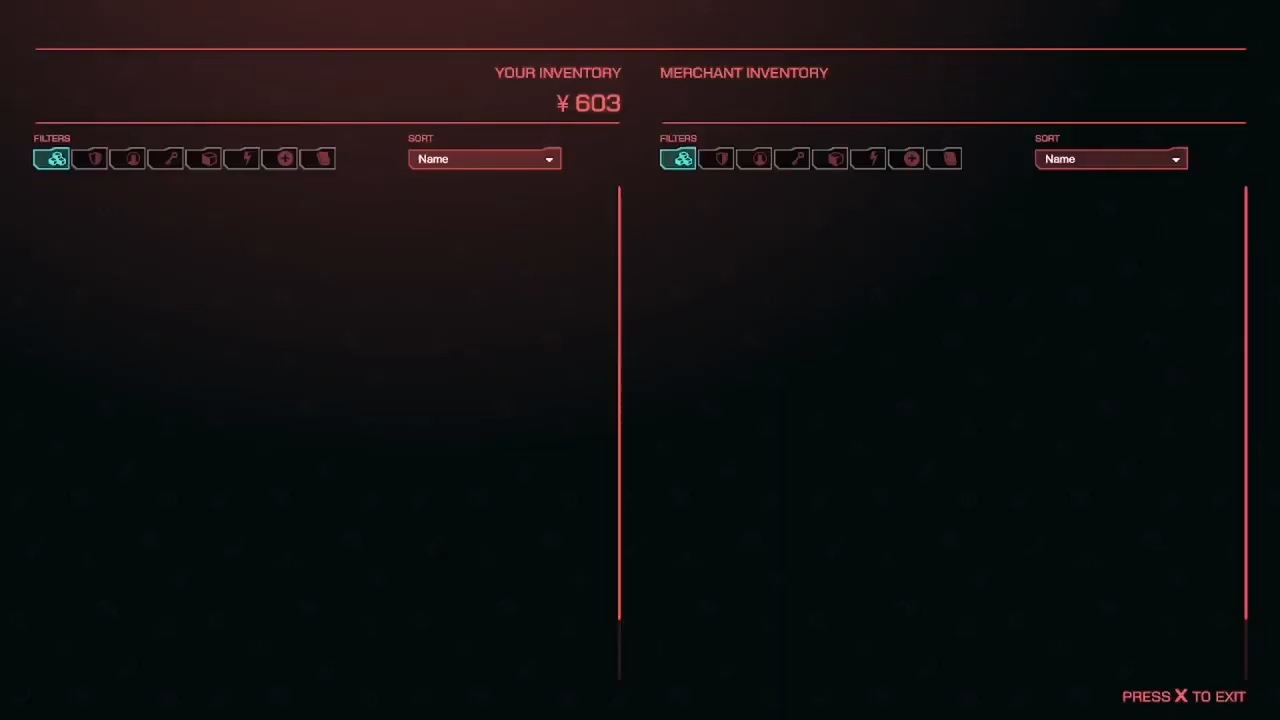 YOUR INVENTORY
¥ 603
FILTERS
SORT
Name
MERCHANT INVENTORY
FILTERS
SORT
Name
PRESS X TO EXIT